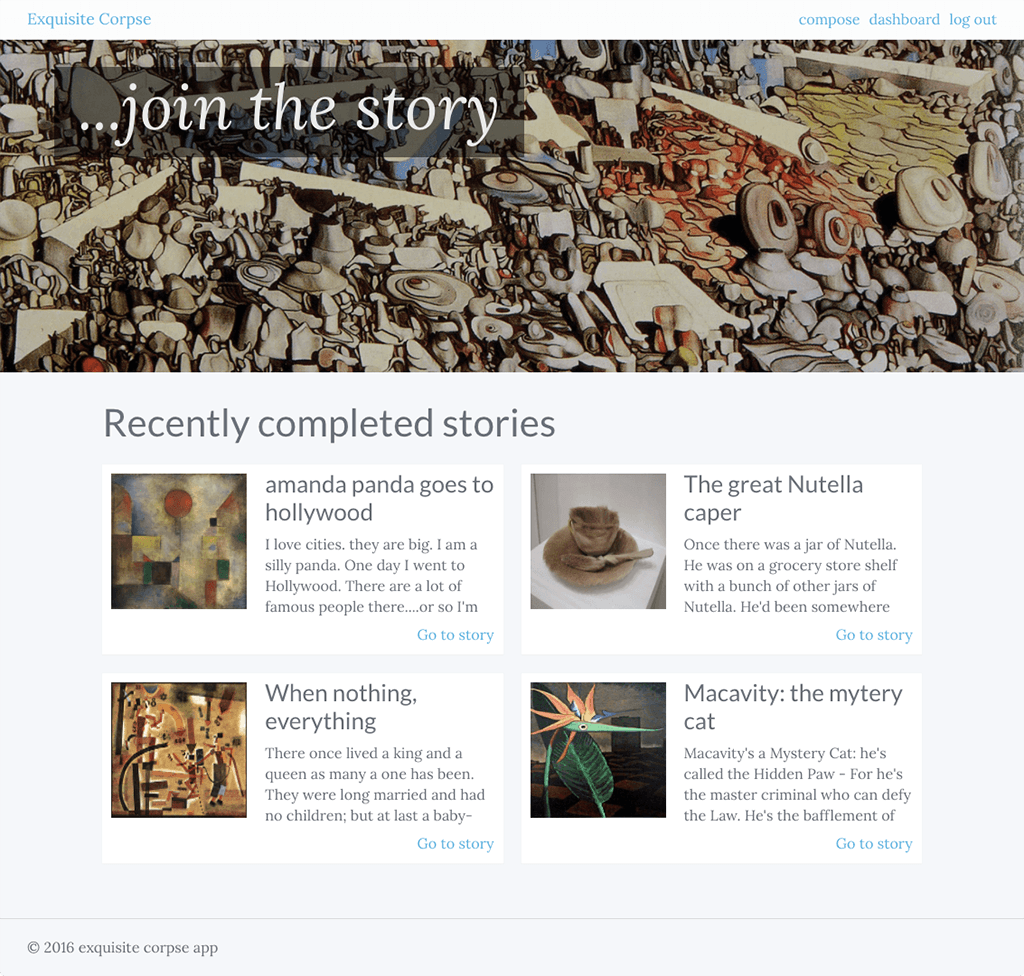 Exquisite Corpse
compose dashboard log out
...join the story
Recently completed stories
amanda panda goes to
hollywood
I love cities. they are big. I am a
silly panda. One day I went to
Hollywood. There are a lot of
famous people there....or so I'm
Go to story
The great Nutella
caper
Once there was a jar of Nutella.
He was on a grocery store shelf
with a bunch of other jars of
Nutella. He'd been somewhere
Go to story
When nothing,
everything
There once lived a king and a
queen as many a one has been.
They were long married and had
no children; but at last a baby-
Go to story
Macavity: the mytery
cat
Macavity's a Mystery Cat: he's
called the Hidden Paw - For he's
the master criminal who can defy
the Law. He's the bafflement of
Go to story
© 2016 exquisite corpse app